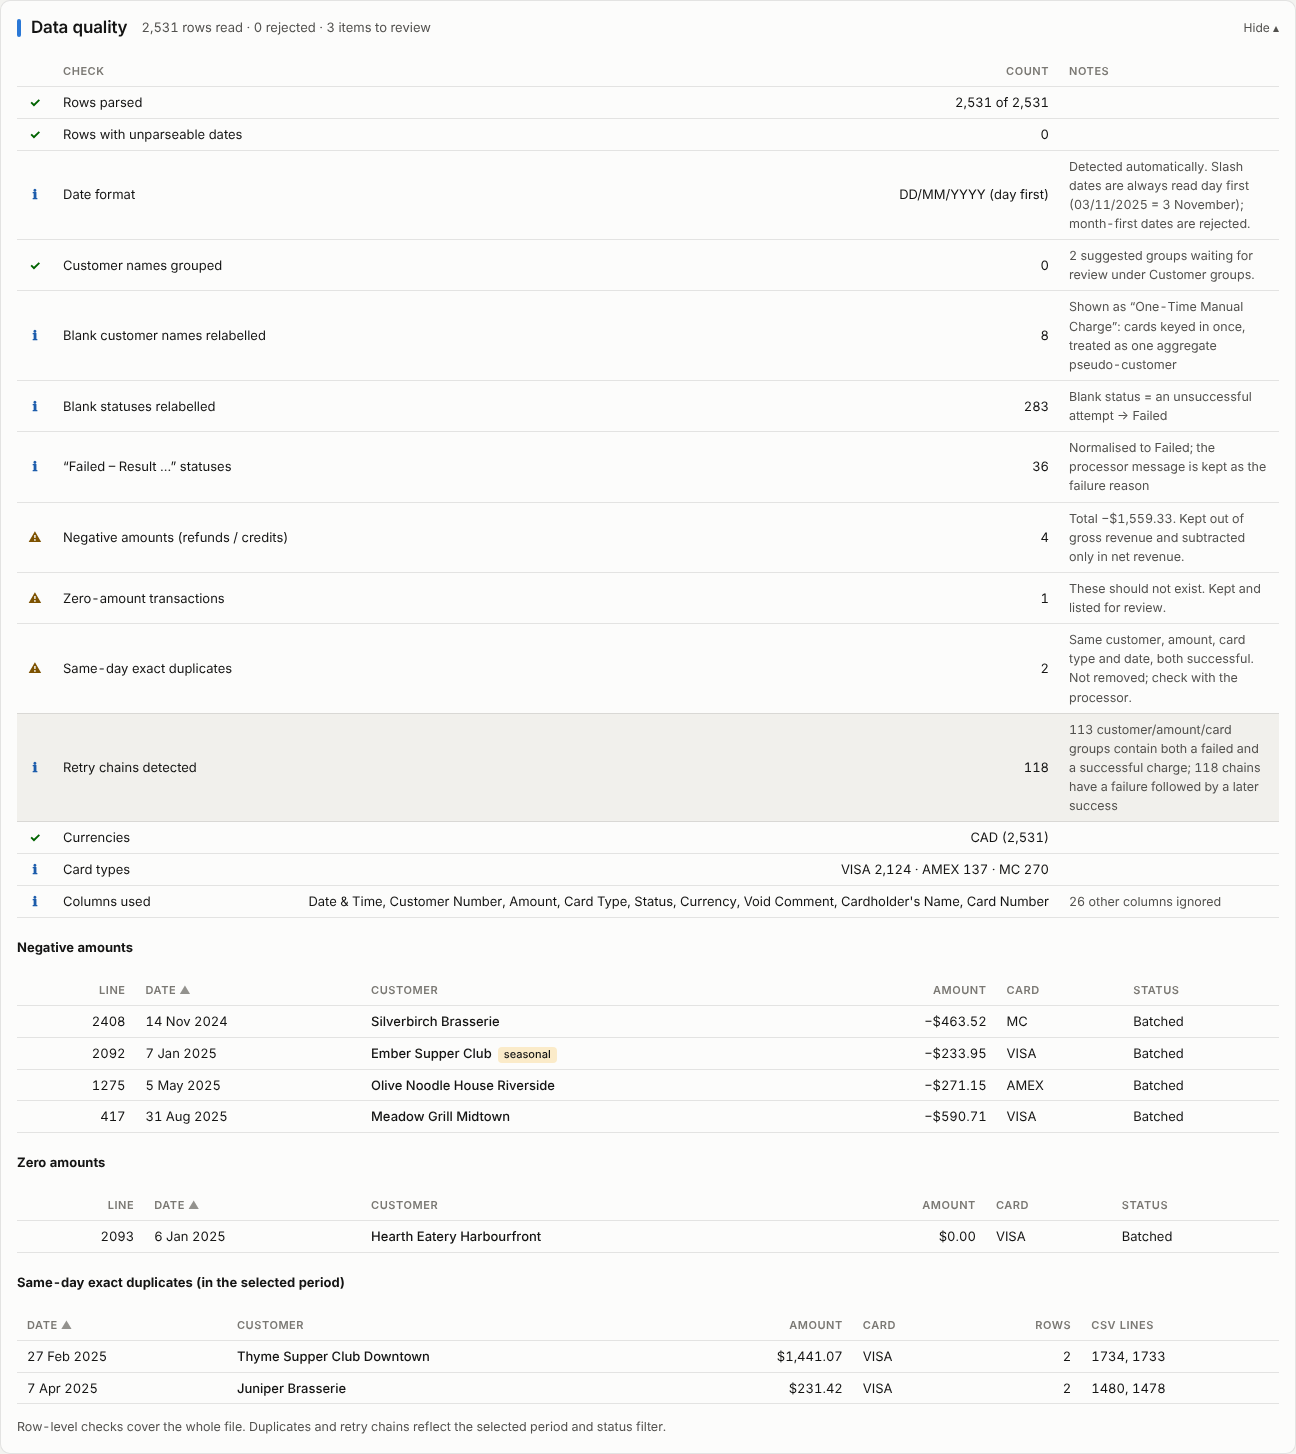 Data quality 2,531 rows read · 0 rejected · 3 items to review Hide ▴
CHECK COUNT NOTES
✓ Rows parsed 2,531 of 2,531
✓ Rows with unparseable dates 0
ℹ Date format DD/MM/YYYY (day first) Detected automatically. Slash
dates are always read day first
(03/11/2025 = 3 November);
month-first dates are rejected.
✓ Customer names grouped 0 2 suggested groups waiting for
review under Customer groups.
ℹ Blank customer names relabelled 8 Shown as “One-Time Manual
Charge”: cards keyed in once,
treated as one aggregate
pseudo-customer
ℹ Blank statuses relabelled 283 Blank status = an unsuccessful
attempt → Failed
ℹ “Failed – Result …” statuses 36 Normalised to Failed; the
processor message is kept as the
failure reason
⚠ Negative amounts (refunds / credits) 4 Total −$1,559.33. Kept out of
gross revenue and subtracted
only in net revenue.
⚠ Zero-amount transactions 1 These should not exist. Kept and
listed for review.
⚠ Same-day exact duplicates 2 Same customer, amount, card
type and date, both successful.
Not removed; check with the
processor.
ℹ Retry chains detected 118 113 customer/amount/card
groups contain both a failed and
a successful charge; 118 chains
have a failure followed by a later
success
✓ Currencies CAD (2,531)
ℹ Card types VISA 2,124 · AMEX 137 · MC 270
ℹ Columns used Date & Time, Customer Number, Amount, Card Type, Status, Currency, Void Comment, Cardholder's Name, Card Number 26 other columns ignored
Negative amounts
LINE DATE ▲ CUSTOMER AMOUNT CARD STATUS
2408 14 Nov 2024 Silverbirch Brasserie −$463.52 MC Batched
2092 7 Jan 2025 Ember Supper Club seasonal −$233.95 VISA Batched
1275 5 May 2025 Olive Noodle House Riverside −$271.15 AMEX Batched
417 31 Aug 2025 Meadow Grill Midtown −$590.71 VISA Batched
Zero amounts
LINE DATE ▲ CUSTOMER AMOUNT CARD STATUS
2093 6 Jan 2025 Hearth Eatery Harbourfront $0.00 VISA Batched
Same-day exact duplicates (in the selected period)
DATE ▲ CUSTOMER AMOUNT CARD ROWS CSV LINES
27 Feb 2025 Thyme Supper Club Downtown $1,441.07 VISA 2 1734, 1733
7 Apr 2025 Juniper Brasserie $231.42 VISA 2 1480, 1478
Row-level checks cover the whole file. Duplicates and retry chains reflect the selected period and status filter.